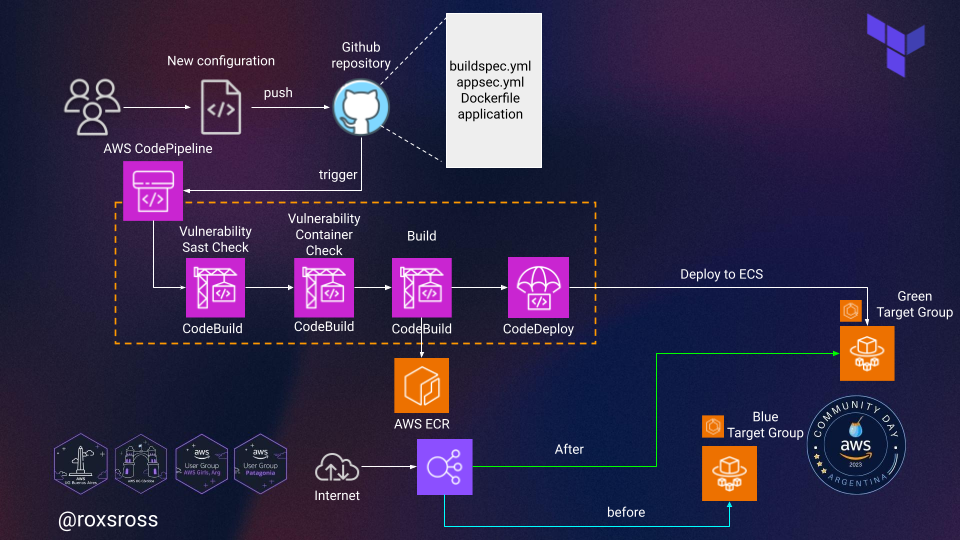 Github
repository
New configuration
push
buildspec.yml
appsec.yml
Dockerfile
application
AWS CodePipeline
trigger
Vulnerability
Sast Check
Vulnerability
Container
Check
Build
CodeBuild
CodeBuild
CodeBuild
CodeDeploy
Deploy to ECS
Green
Target Group
AWS ECR
Blue
Target Group
After
before
Internet
AWS
UG Buenos Aires
aws
User Group
AWS Girls, Arg
aws
User Group
Patagonia
COMMUNITY DAY
aws
2023
ARGENTINA
@roxsross